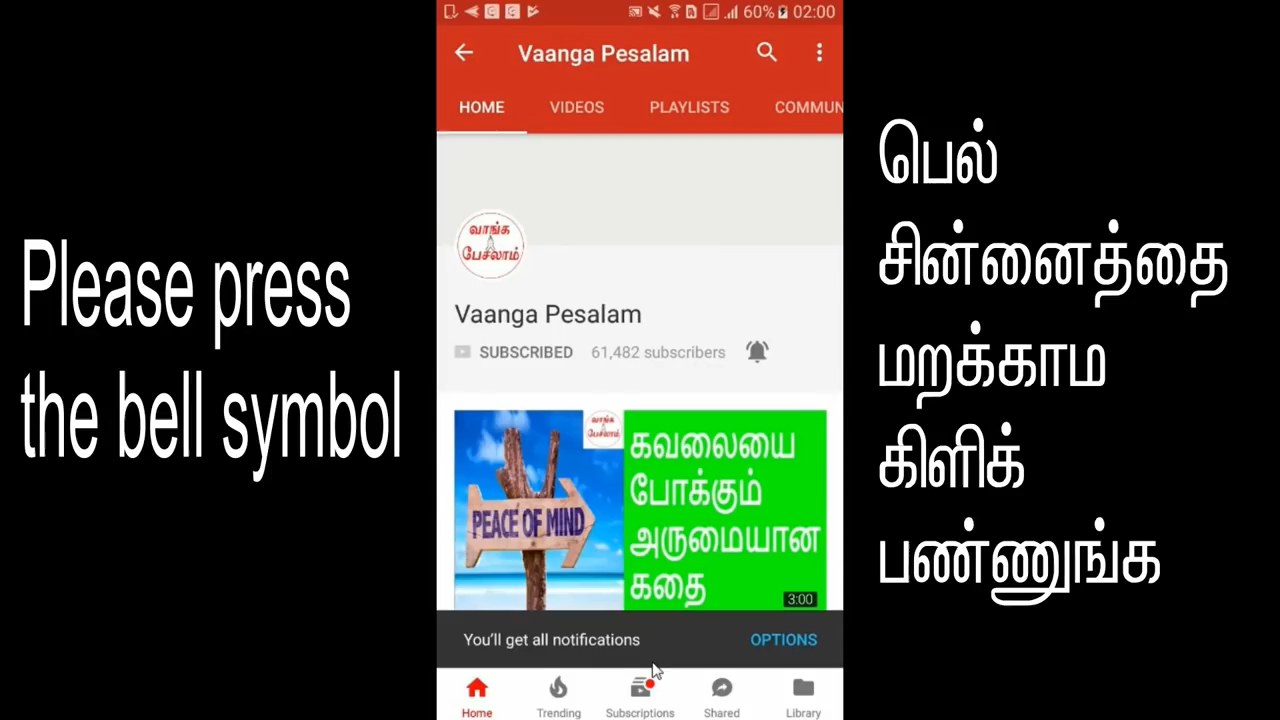 Please press
the bell symbol
60% 02:00
Vaanga Pesalam
HOME VIDEOS PLAYLISTS COMMUN
வாங்க
பேசலாம்
Vaanga Pesalam
SUBSCRIBED 61,482 subscribers
வாங்க
பேசலாம்
PEACE OF MIND
கவலையை
போக்கும்
அருமையான
கதை
3:00
You'll get all notifications OPTIONS
Home Trending Subscriptions Shared Library
பெல்
சின்னைத்தை
மறக்காம
கிளிக்
பண்ணுங்க